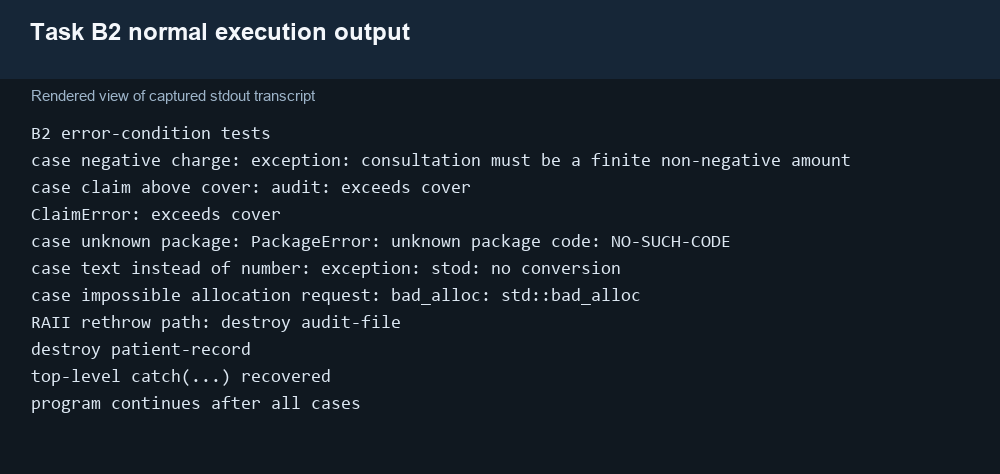 Task B2 normal execution output
Rendered view of captured stdout transcript
B2 error-condition tests
case negative charge: exception: consultation must be a finite non-negative amount
case claim above cover: audit: exceeds cover
ClaimError: exceeds cover
case unknown package: PackageError: unknown package code: NO-SUCH-CODE
case text instead of number: exception: stod: no conversion
case impossible allocation request: bad_alloc: std::bad_alloc
RAII rethrow path: destroy audit-file
destroy patient-record
top-level catch(...) recovered
program continues after all cases